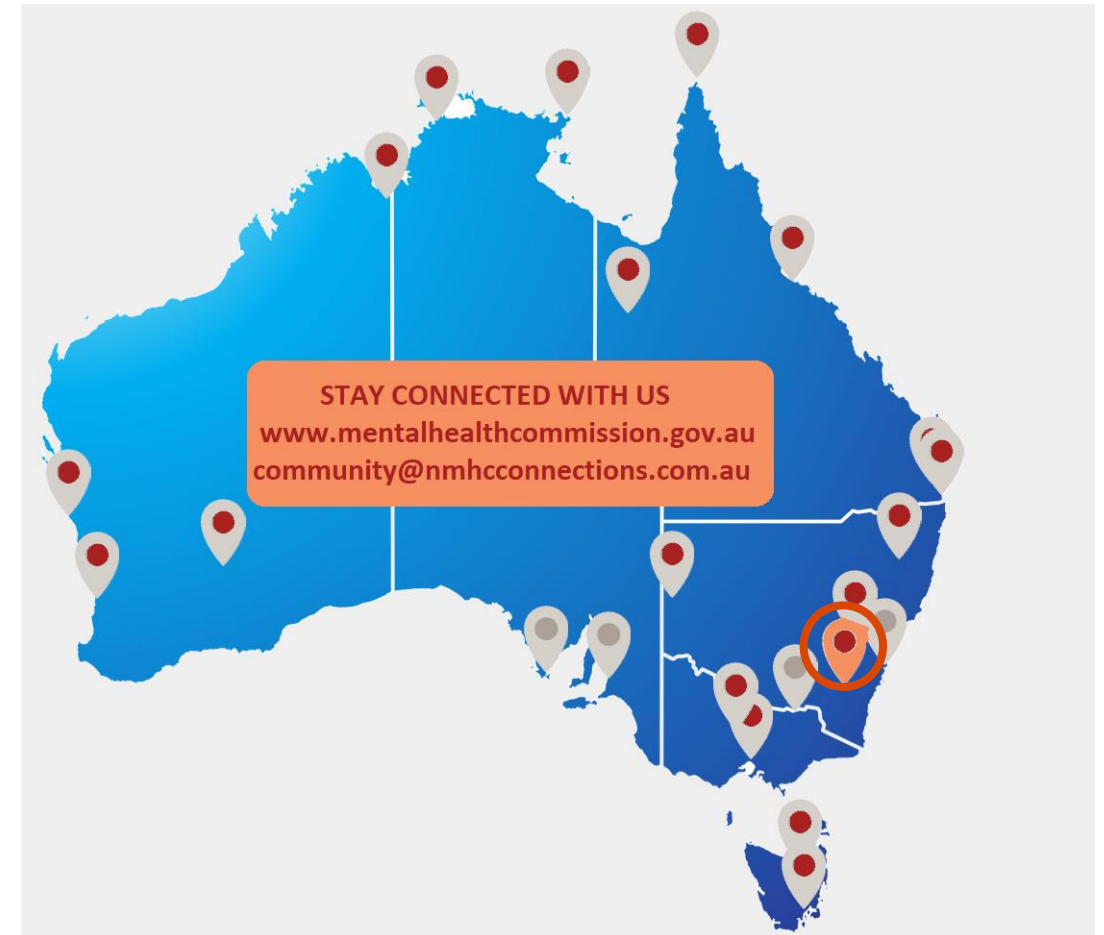 STAY CONNECTED WITH US
www.mentalhealthcommission.gov.au
community@nmhcconnections.com.au